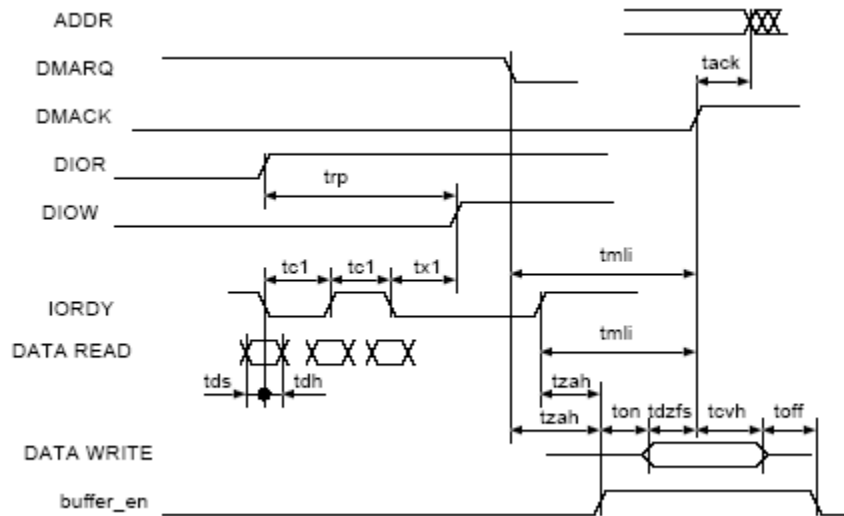 ADDR
DMARQ
tack
DMACK
DIOR
trp
DIOW
tc1 tc1 tx1 tmli
IORDY
DATA READ tmli
tds tdh tzah
tzah ton tdzfs tcvh toff
DATA WRITE
buffer_en